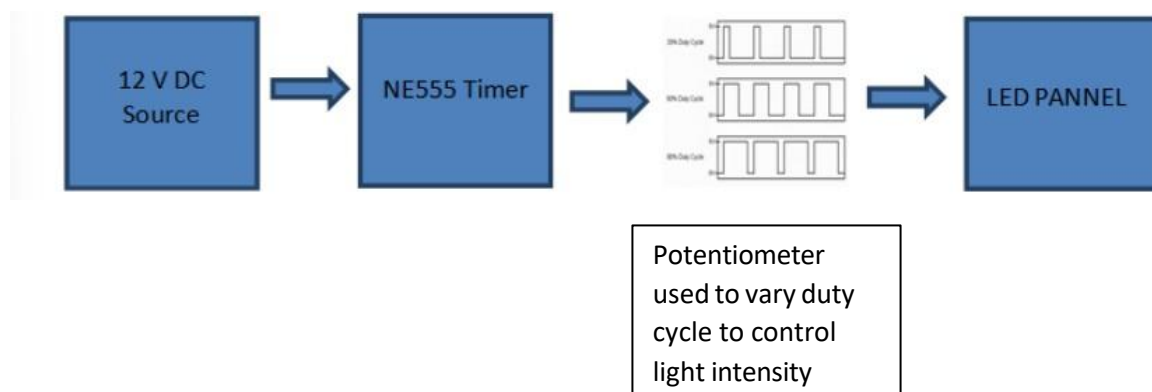 12 V DC
Source
NE555 Timer
LED PANNEL
Potentiometer
used to vary duty
cycle to control
light intensity